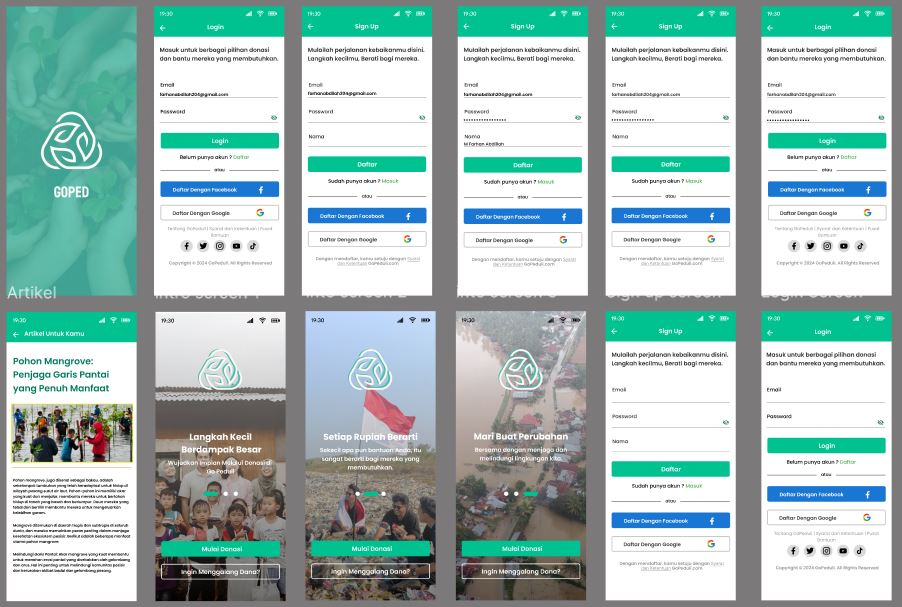 GOPED
19:30
Login
Masuk untuk berbagai pilihan donasi
dan bantu mereka yang membutuhkan.
Email
farhanabdillah204@gmail.com
Password
Login
Belum punya akun ? Daftar
atau
Daftar Dengan Facebook
Daftar Dengan Google
Tentang GoPeduli | Syarat dan Ketentuan | Pusat
Bantuan
Copyright © 2024 GoPeduli. All Rights Reserved
19:30
Sign Up
Mulailah perjalanan kebaikanmu disini.
Langkah kecilmu, Berarti bagi mereka.
Email
farhanabdillah204@gmail.com
Password
Nama
Daftar
Sudah punya akun ? Masuk
atau
Daftar Dengan Facebook
Daftar Dengan Google
Dengan mendaftar, kamu setuju dengan Syarat
dan Ketentuan GoPeduli.com
19:30
Sign Up
Mulailah perjalanan kebaikanmu disini.
Langkah kecilmu, Berarti bagi mereka.
Email
farhanabdillah204@gmail.com
Password
Nama
M Farhan Abdillah
Daftar
Sudah punya akun ? Masuk
atau
Daftar Dengan Facebook
Daftar Dengan Google
Dengan mendaftar, kamu setuju dengan Syarat
dan Ketentuan GoPeduli.com
19:30
Sign Up
Mulailah perjalanan kebaikanmu disini.
Langkah kecilmu, Berarti bagi mereka.
Email
farhanabdillah204@gmail.com
Password
Nama
Daftar
Sudah punya akun ? Masuk
atau
Daftar Dengan Facebook
Daftar Dengan Google
Dengan mendaftar, kamu setuju dengan Syarat
dan Ketentuan GoPeduli.com
19:30
Login
Masuk untuk berbagai pilihan donasi
dan bantu mereka yang membutuhkan.
Email
farhanabdillah204@gmail.com
Password
Login
Belum punya akun ? Daftar
atau
Daftar Dengan Facebook
Daftar Dengan Google
Tentang GoPeduli | Syarat dan Ketentuan | Pusat
Bantuan
Copyright © 2024 GoPeduli. All Rights Reserved
Artikel
19:30
Artikel Untuk Kamu
Pohon Mangrove:
Penjaga Garis Pantai
yang Penuh Manfaat
19:30
Langkah Kecil
Berdampak Besar
Wujudkan Impian Melalui Donasi di
Go Peduli
Mulai Donasi
Ingin Menggalang Dana?
19:30
Setiap Rupiah Berarti
Sekecil apa pun bantuan Anda, itu
sangat berarti bagi mereka yang
membutuhkan.
Mulai Donasi
Ingin Menggalang Dana?
19:30
Mari Buat Perubahan
Bersama dengan menjaga dan
melindungi lingkungan kita.
Mulai Donasi
Ingin Menggalang Dana?
19:30
Sign Up
Mulailah perjalanan kebaikanmu disini.
Langkah kecilmu, Berarti bagi mereka.
Email
Password
Nama
Daftar
Sudah punya akun ? Masuk
atau
Daftar Dengan Facebook
Daftar Dengan Google
Dengan mendaftar, kamu setuju dengan Syarat
dan Ketentuan GoPeduli.com
19:30
Login
Masuk untuk berbagai pilihan donasi
dan bantu mereka yang membutuhkan.
Email
Password
Login
Belum punya akun ? Daftar
atau
Daftar Dengan Facebook
Daftar Dengan Google
Tentang GoPeduli | Syarat dan Ketentuan | Pusat
Bantuan
Copyright © 2024 GoPeduli. All Rights Reserved